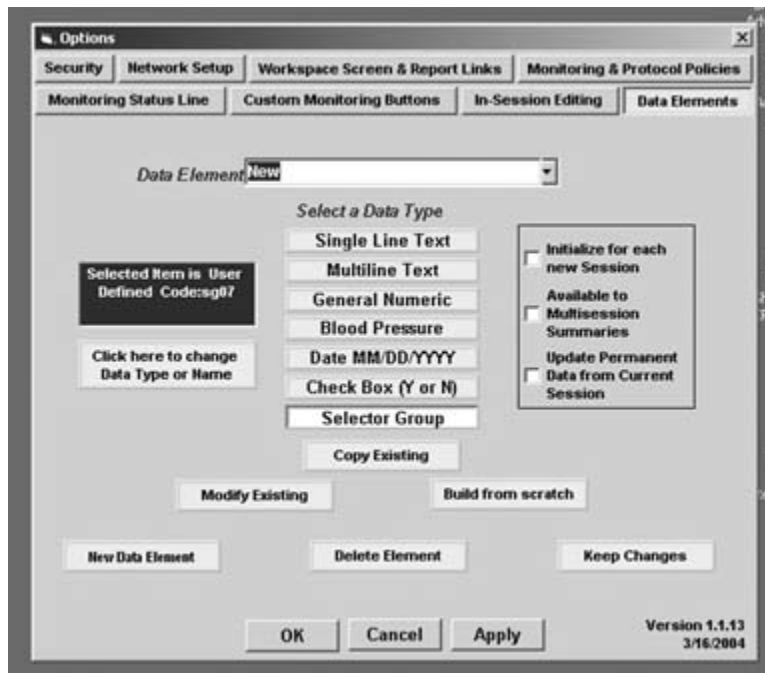 Options
Security
Network Setup
Workspace Screen & Report Links
Monitoring & Protocol Policies
Monitoring Status Line
Custom Monitoring Buttons
In-Session Editing
Data Elements
Data Element
New
Select a Data Type
Single Line Text
Multiline Text
General Numeric
Blood Pressure
Date MM/DD/YYYY
Check Box (Y or N)
Selector Group
Selected Item is User
Defined Code:sg07
Click here to change
Data Type or Name
Initialize for each
new Session
Available to
Multisession
Summaries
Update Permanent
Data from Current
Session
Copy Existing
Modify Existing
Build from scratch
New Data Element
Delete Element
Keep Changes
OK
Cancel
Apply
Version 1.1.13
3/16/2004